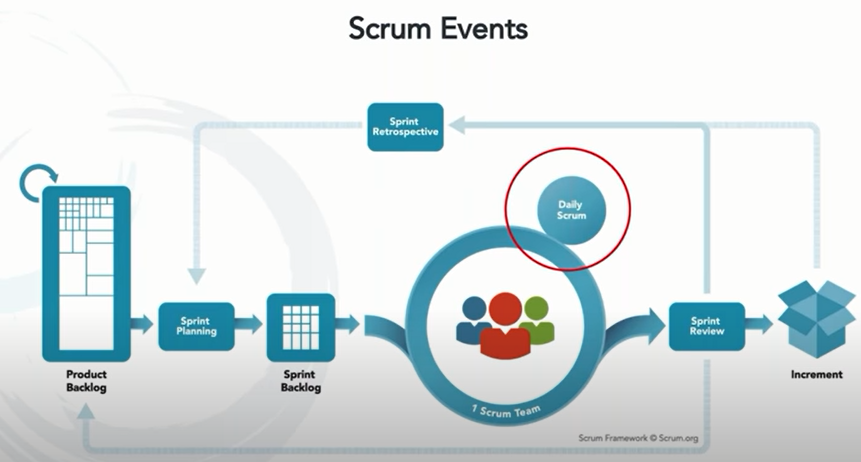 Scrum Events
Sprint
Retrospective
Daily
Scrum
Sprint
Planning
Sprint
Review
Product
Backlog
Sprint
Backlog
1 Scrum Team
Increment
Scrum Framework © Scrum.org